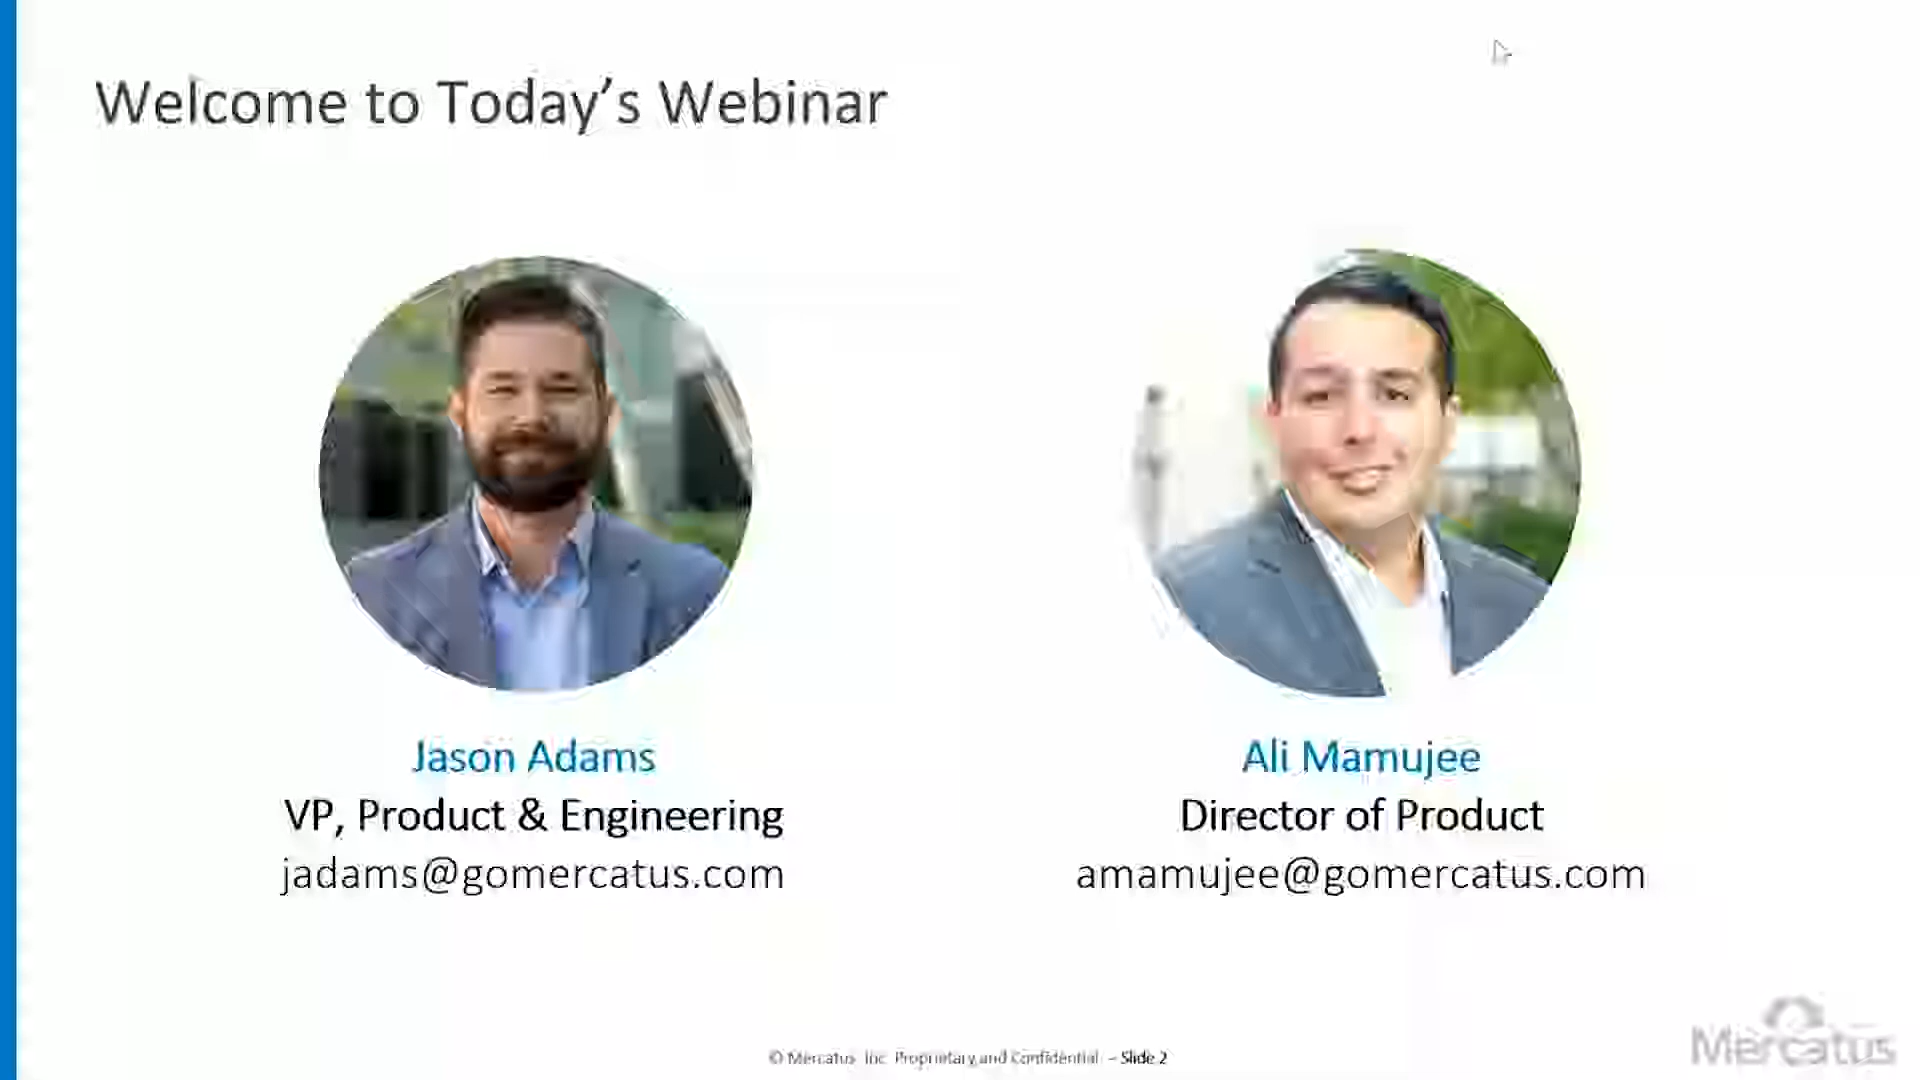 Welcome to Today's Webinar
Jason Adams
VP, Product & Engineering
jadams@gomercatus.com
Ali Mamujee
Director of Product
amamujee@gomercatus.com
© Mercatus Inc. Proprietary and Confidential – Slide 2
Mercatus